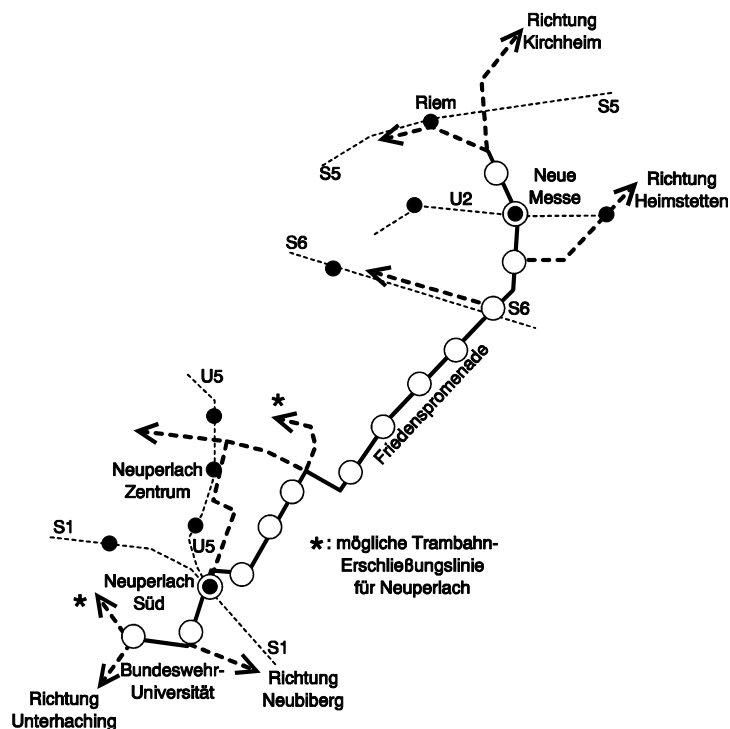 Richtung
Kirchheim
Riem
S5
S5
Neue
Messe
Richtung
Heimstetten
U2
S6
S6
Friedenspromenade
U5
*
Neuperlach
Zentrum
S1
U5
*: mögliche Trambahn-
Erschließungslinie
für Neuperlach
Neuperlach
Süd
*
S1
Bundeswehr-
Universität
Richtung
Neubiberg
Richtung
Unterhaching